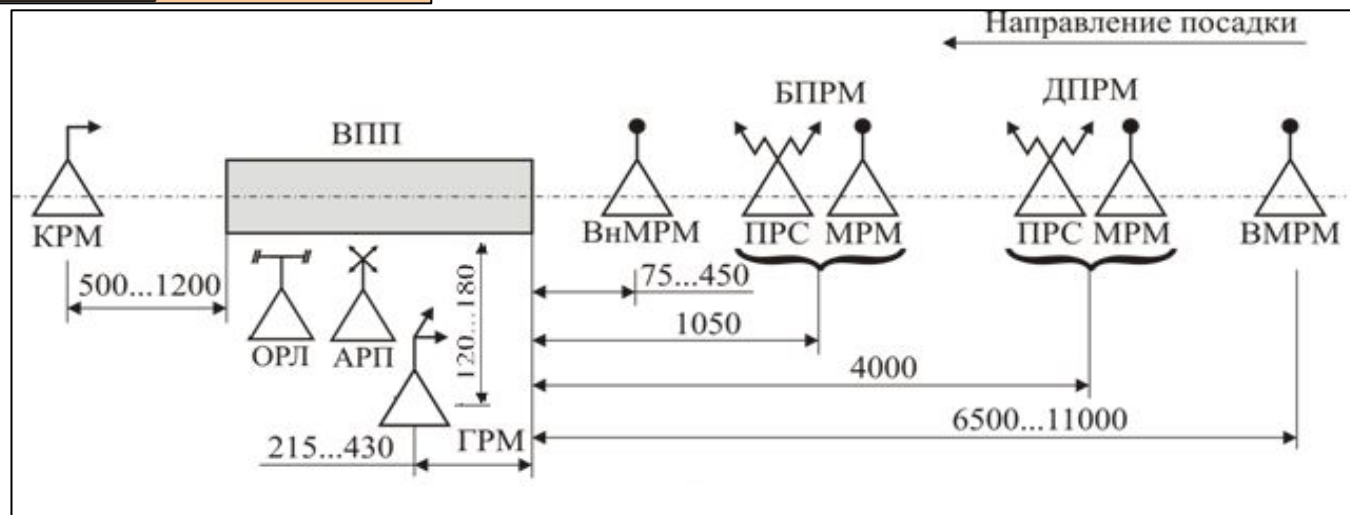 Направление посадки
БПРМ
ДПРМ
ВПП
КРМ
ВнМРМ
ПРС
МРМ
ПРС
МРМ
ВМРМ
500...1200
75...450
120...180
ОРЛ
АРП
1050
4000
6500...11000
215...430
ГРМ